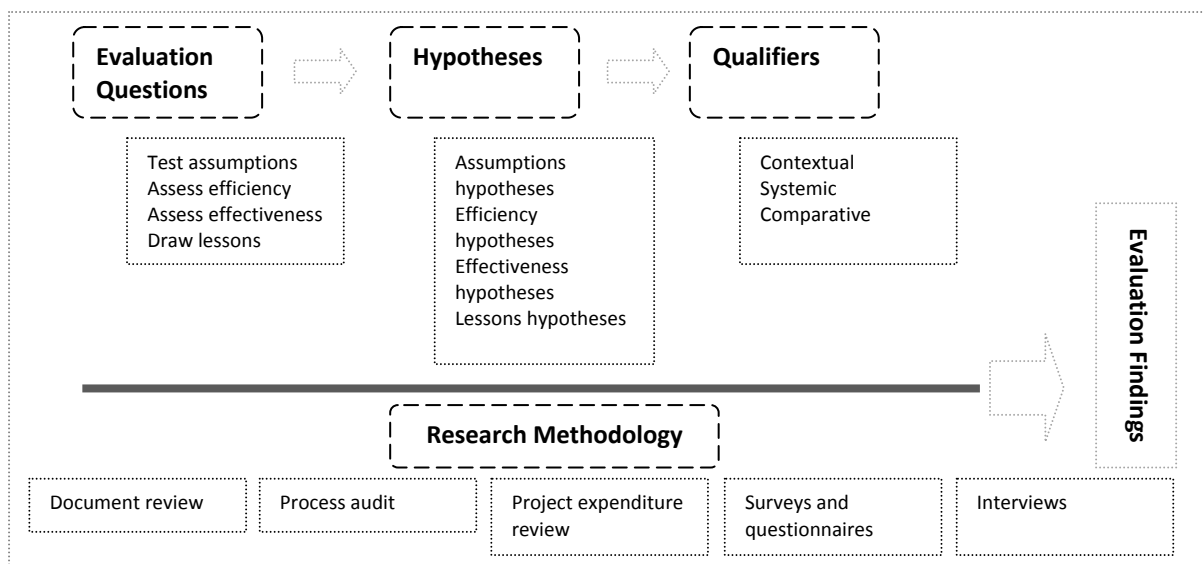 Evaluation
Questions
Hypotheses
Qualifiers
Test assumptions
Assess efficiency
Assess effectiveness
Draw lessons
Assumptions
hypotheses
Efficiency
hypotheses
Effectiveness
hypotheses
Lessons hypotheses
Contextual
Systemic
Comparative
Evaluation Findings
Research Methodology
Document review
Process audit
Project expenditure
review
Surveys and
questionnaires
Interviews